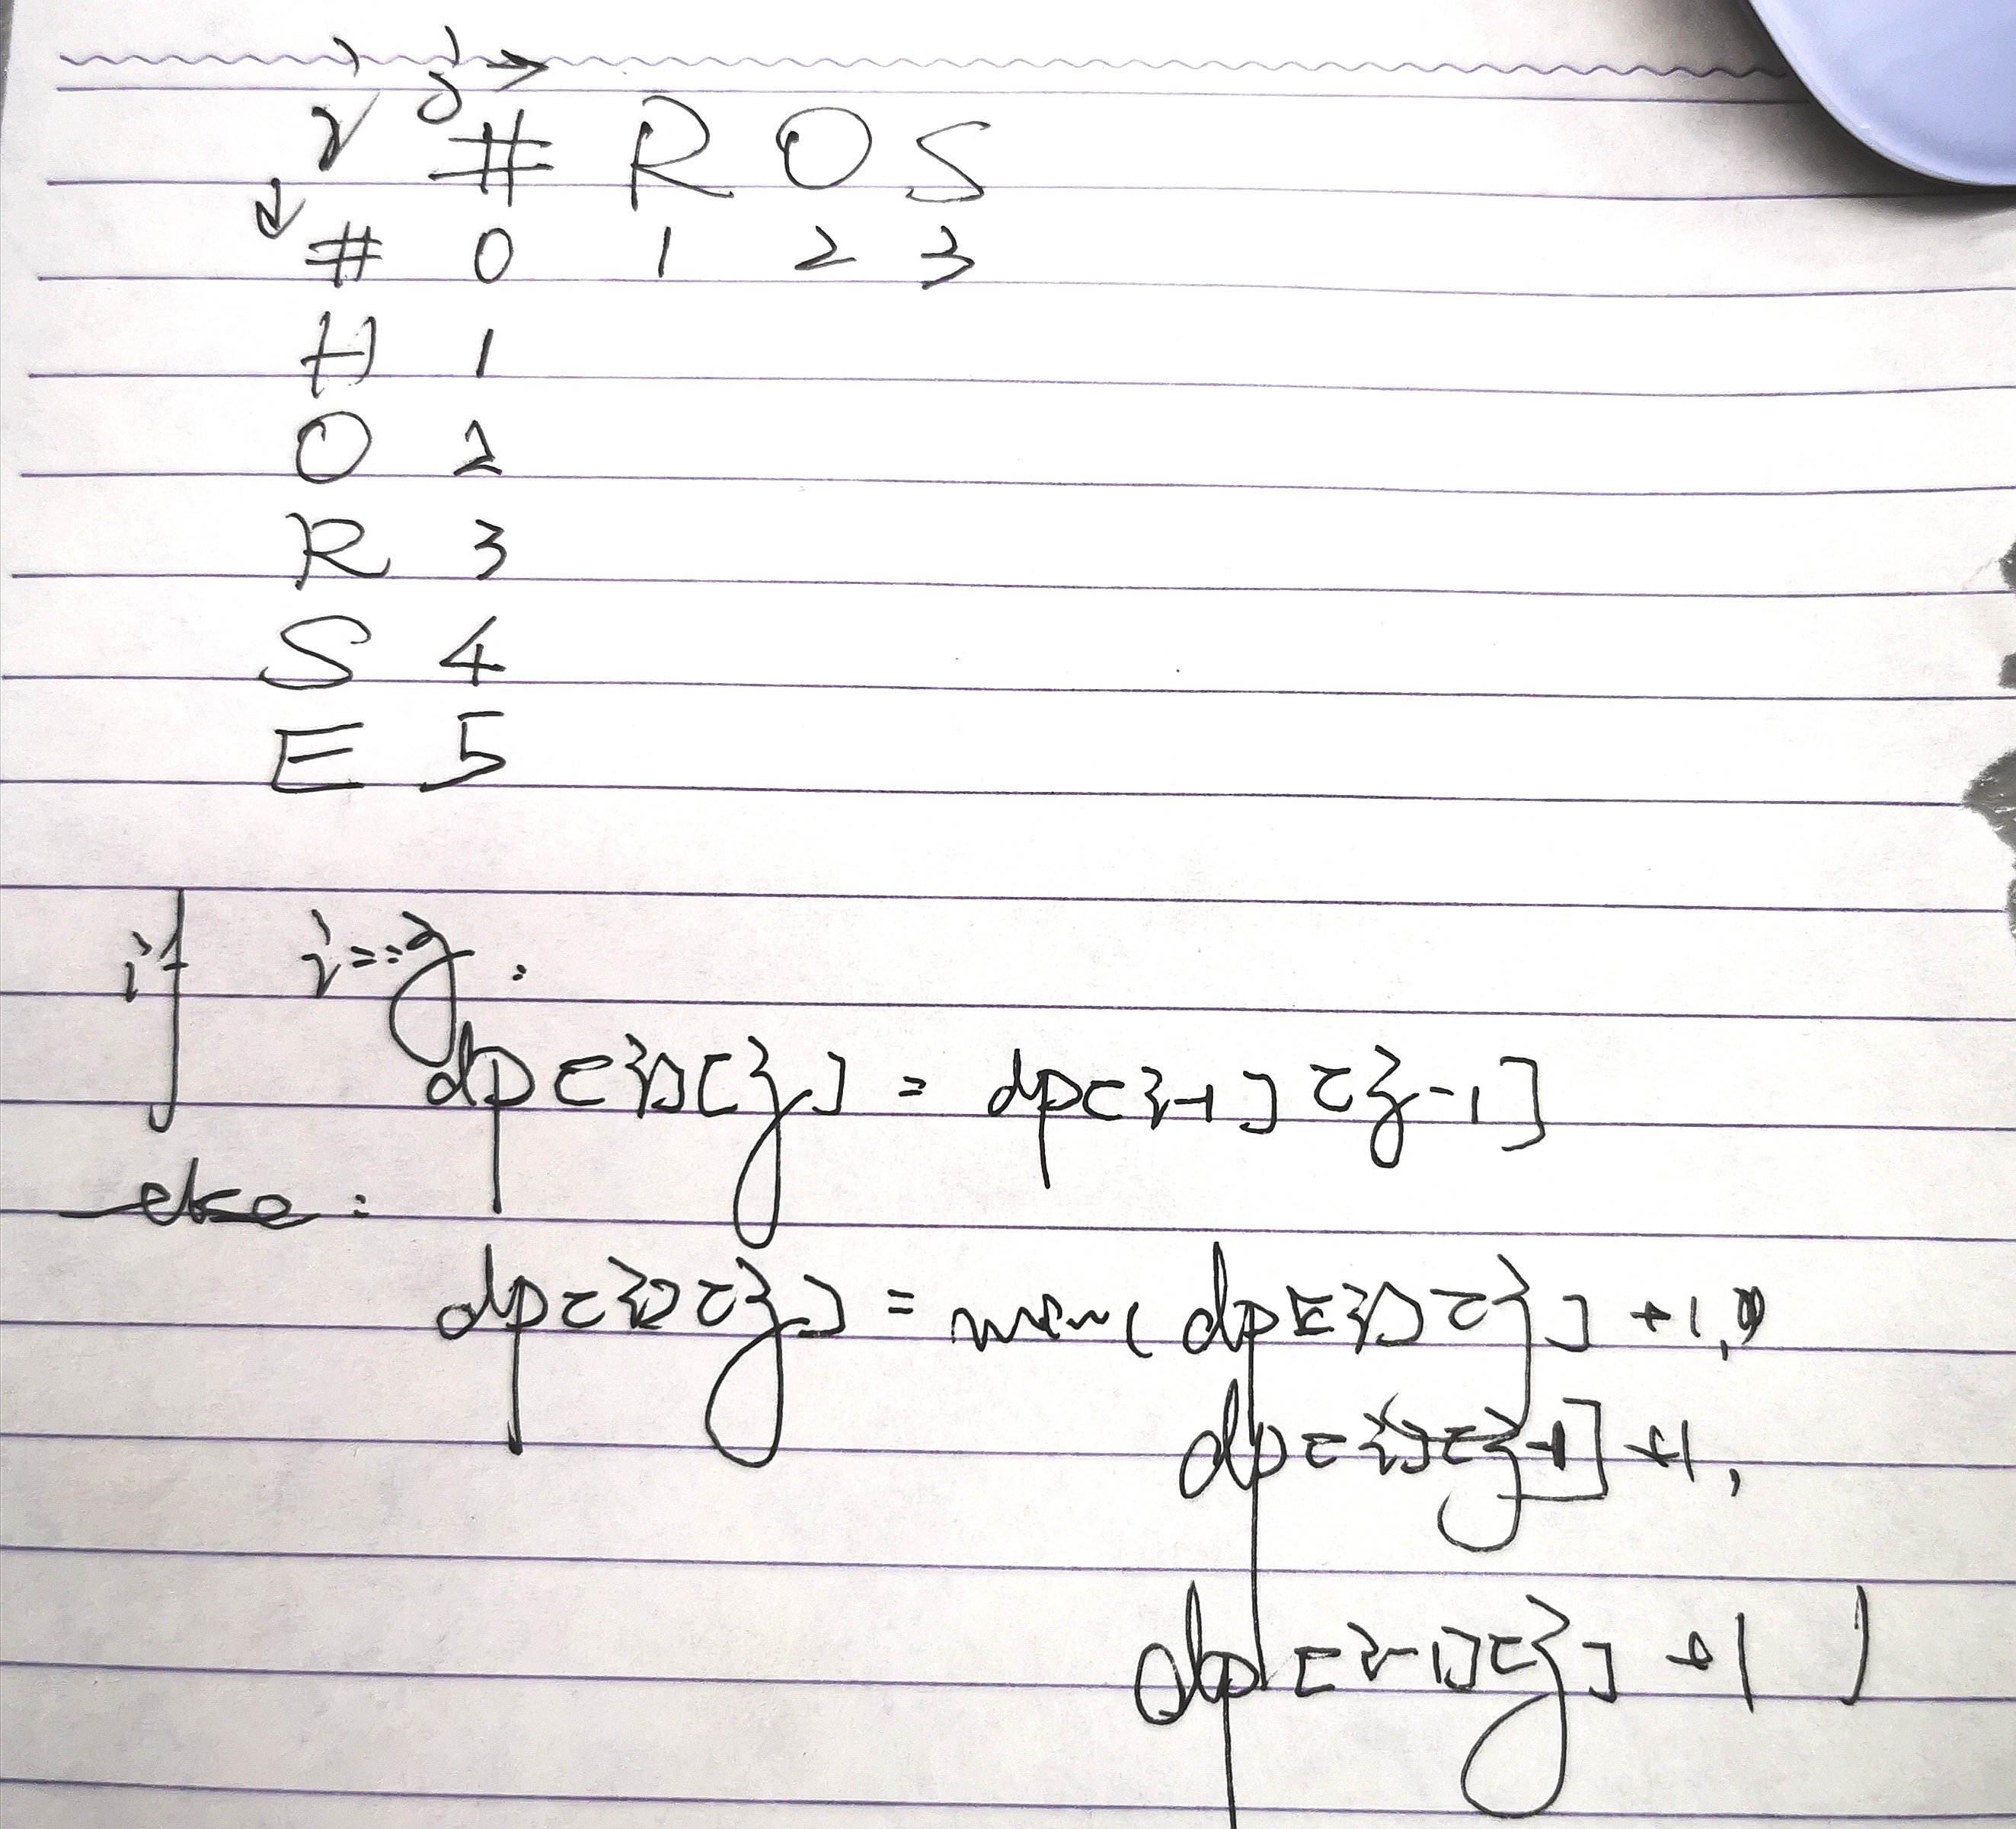 i j →
↓ # R O S
# 0 1 2 3
H 1
O 2
R 3
S 4
E 5
if i==j:
dp[i][j] = dp[i-1][j-1]
else:
dp[i][j] = min(dp[i][j]+1,
dp[i][j-1]+1,
dp[i-1][j]+1)